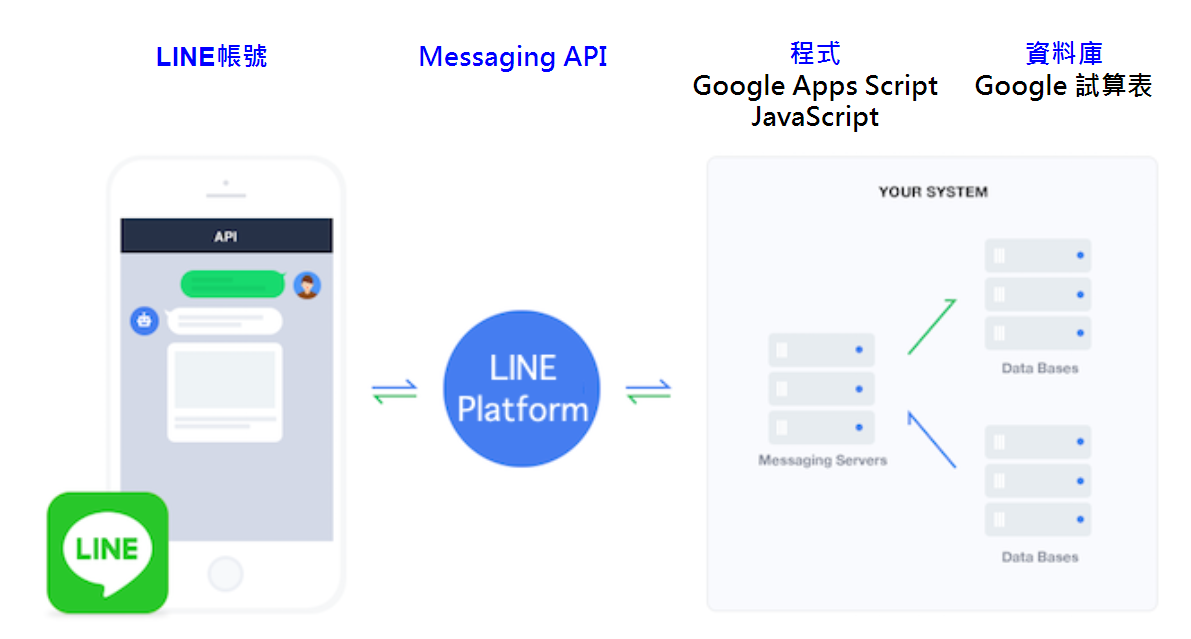 LINE帳號
Messaging API
程式
Google Apps Script
JavaScript
資料庫
Google 試算表
API
LINE
Platform
YOUR SYSTEM
Messaging Servers
Data Bases
Data Bases
LINE